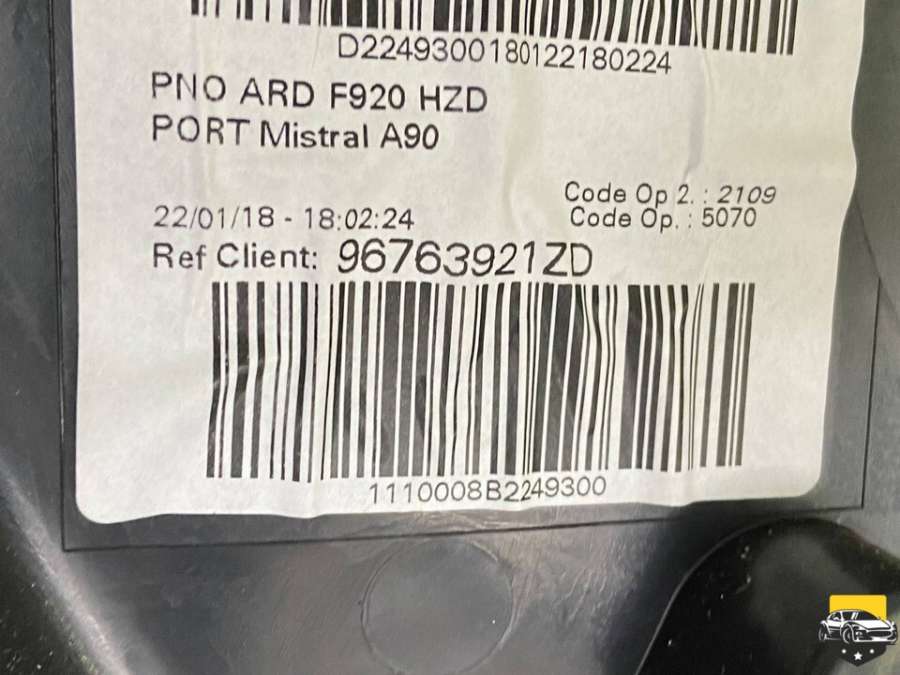 D2249300180122180224
PNO ARD F920 HZD
PORT Mistral A90
Code Op 2. : 2109
22/01/18 - 18:02:24
Code Op. : 5070
Ref Client: 96763921ZD
1110008B2249300